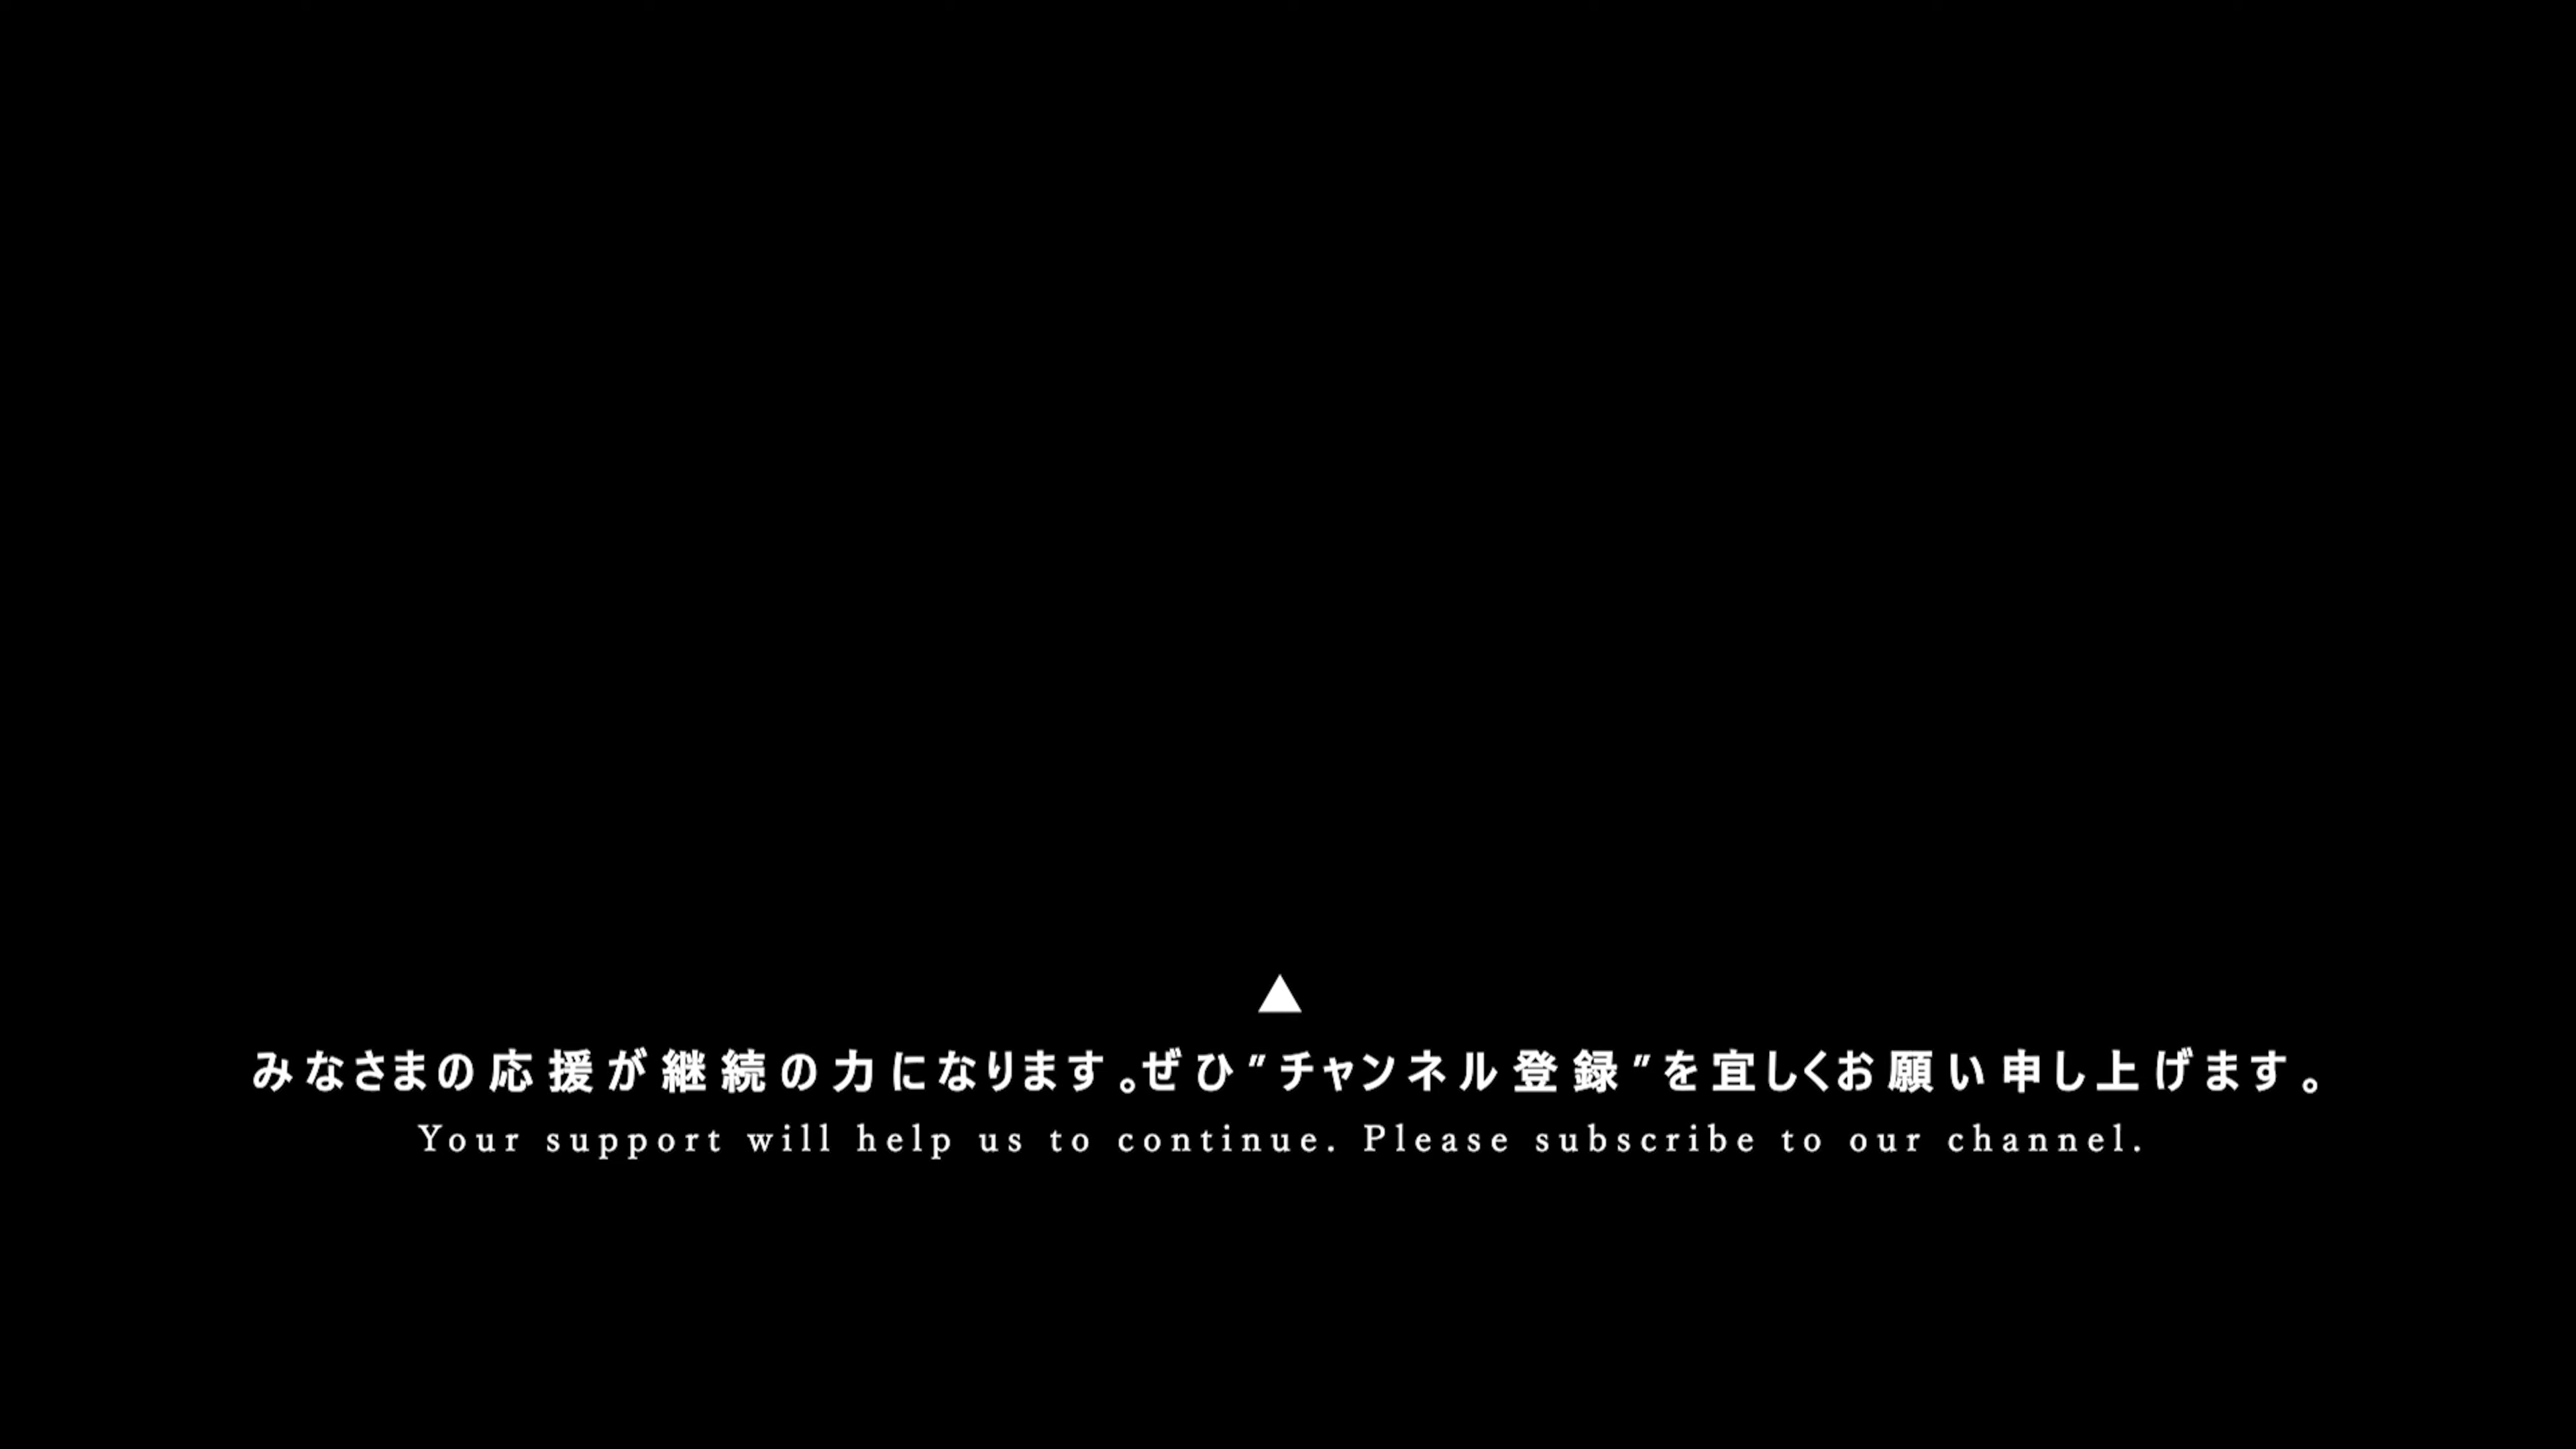 みなさまの応援が継続の力になります。ぜひ”チャンネル登録”を宜しくお願い申し上げます。
Your support will help us to continue. Please subscribe to our channel.